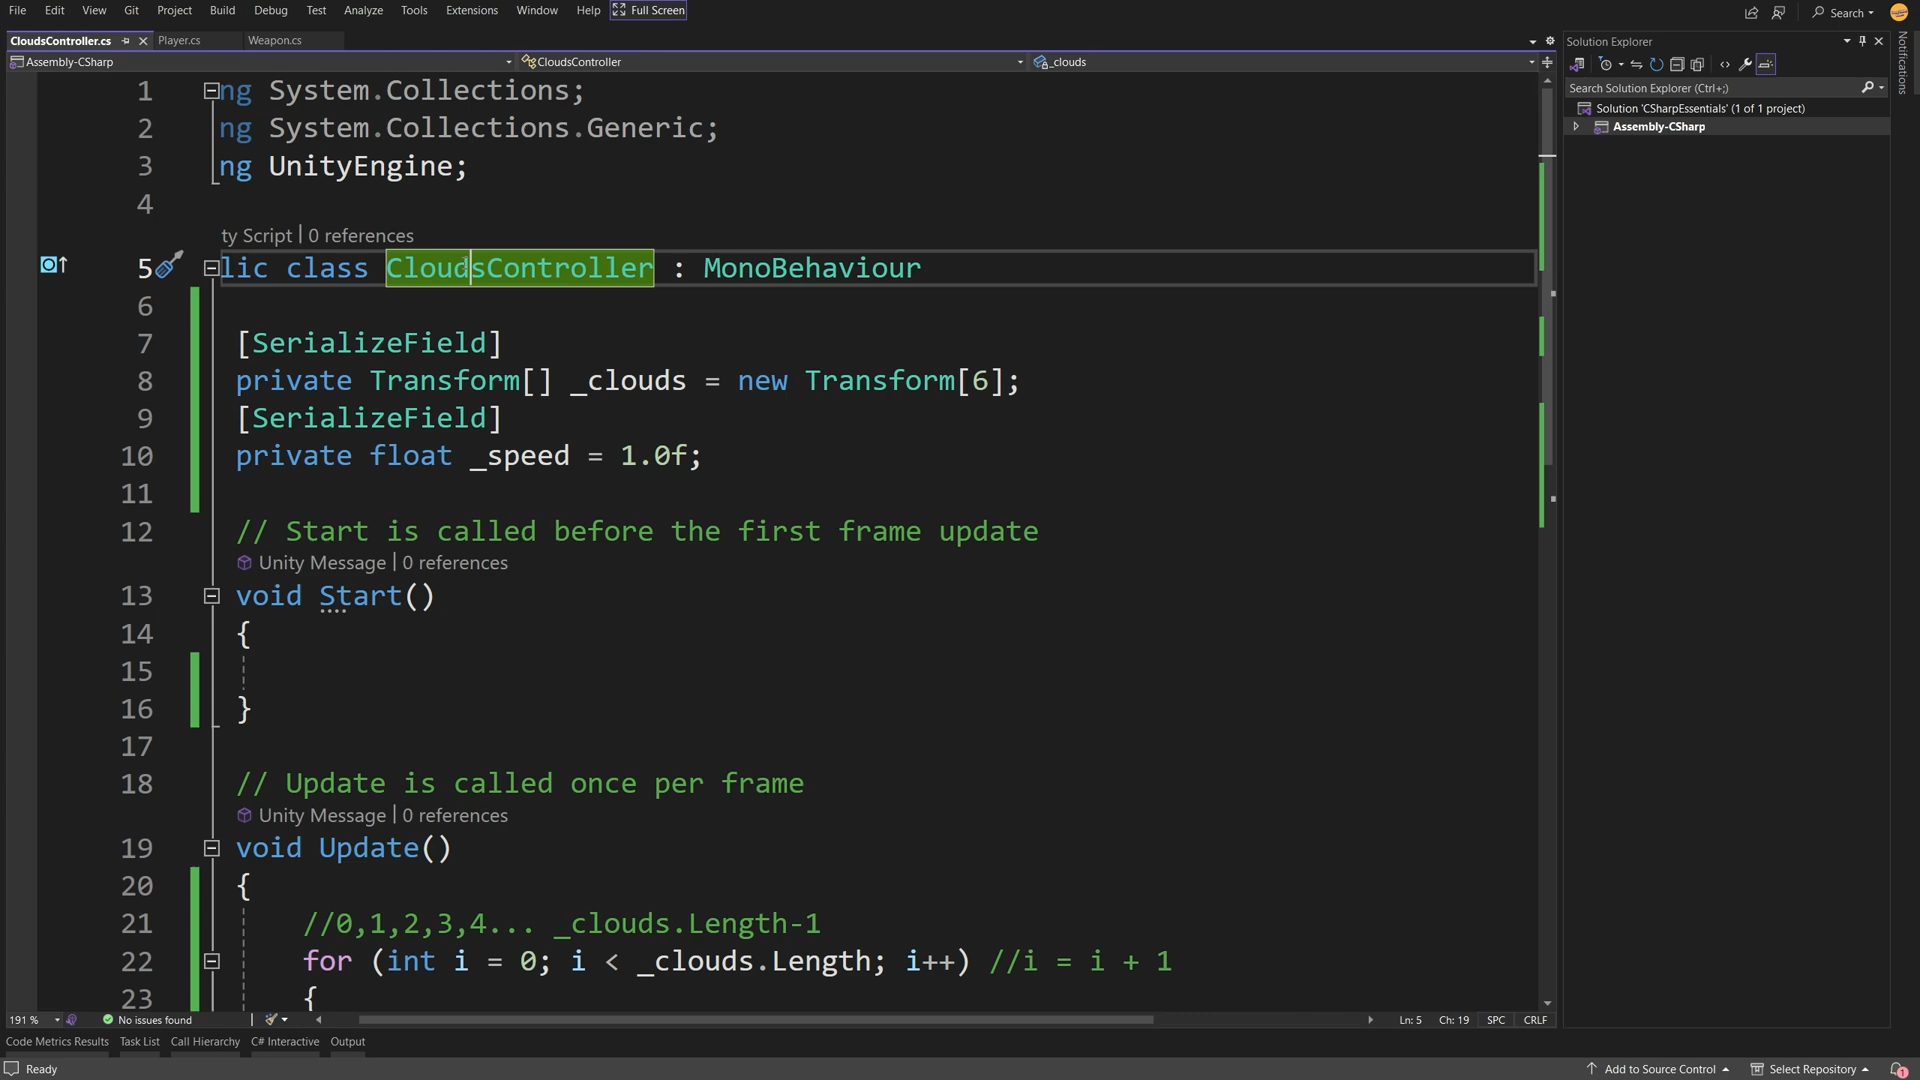 File Edit View Git Project Build Debug Test Analyze Tools Extensions Window Help Full Screen Search
CloudsController.cs Player.cs Weapon.cs
Assembly-CSharp CloudsController _clouds
1 ng System.Collections;
2 ng System.Collections.Generic;
3 ng UnityEngine;
4
ty Script | 0 references
5 lic class CloudsController : MonoBehaviour
6
7 [SerializeField]
8 private Transform[] _clouds = new Transform[6];
9 [SerializeField]
10 private float _speed = 1.0f;
11
12 // Start is called before the first frame update
Unity Message | 0 references
13 void Start()
14 {
15
16 }
17
18 // Update is called once per frame
Unity Message | 0 references
19 void Update()
20 {
21 //0,1,2,3,4... _clouds.Length-1
22 for (int i = 0; i < _clouds.Length; i++) //i = i + 1
23 {
191 % No issues found Ln: 5 Ch: 19 SPC CRLF
Code Metrics Results Task List Call Hierarchy C# Interactive Output
Ready Add to Source Control Select Repository 1
Solution Explorer
Search Solution Explorer (Ctrl+;)
Solution 'CSharpEssentials' (1 of 1 project)
Assembly-CSharp
Notifications